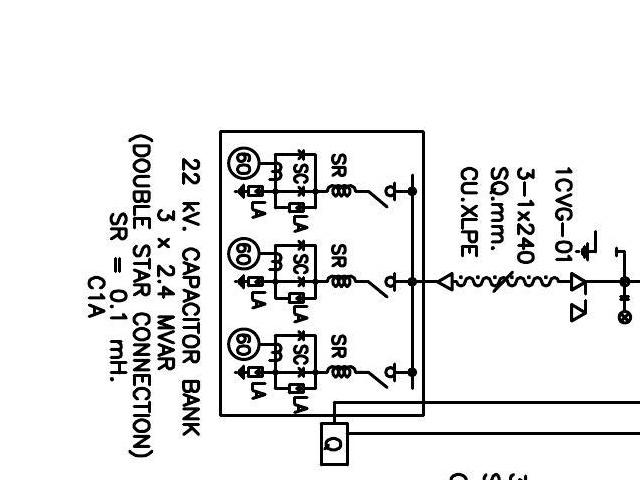 1CVG-01
3-1x240
SQ.mm.
CU.XLPE
SR
SC
60
LA
LA
SR
SC
60
LA
LA
SR
SC
60
LA
LA
Q
22 kV. CAPACITOR BANK
3 x 2.4 MVAR
(DOUBLE STAR CONNECTION)
SR = 0.1 mH.
C1A